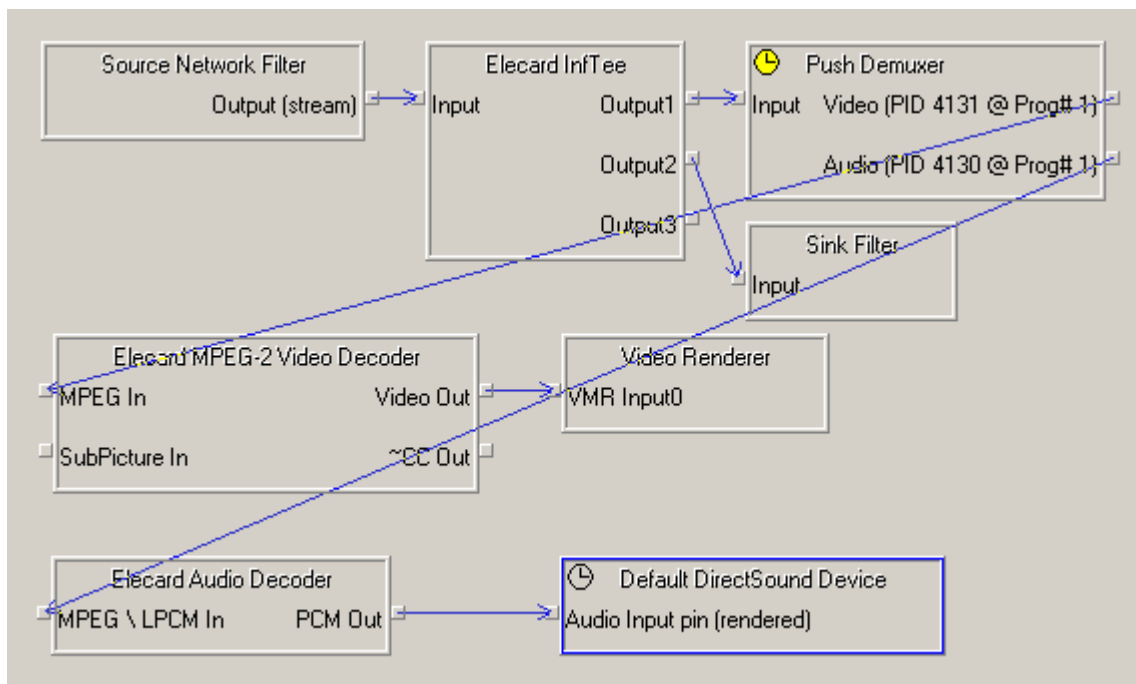 Source Network Filter
Output (stream)
Elecard InfTee
Input
Output1
Output2
Output3
Push Demuxer
Input
Video (PID 4131 @ Prog# 1)
Audio (PID 4130 @ Prog# 1)
Sink Filter
Input
Elecard MPEG-2 Video Decoder
MPEG In
Video Out
SubPicture In
~CC Out
Video Renderer
VMR Input0
Elecard Audio Decoder
MPEG \ LPCM In
PCM Out
Default DirectSound Device
Audio Input pin (rendered)